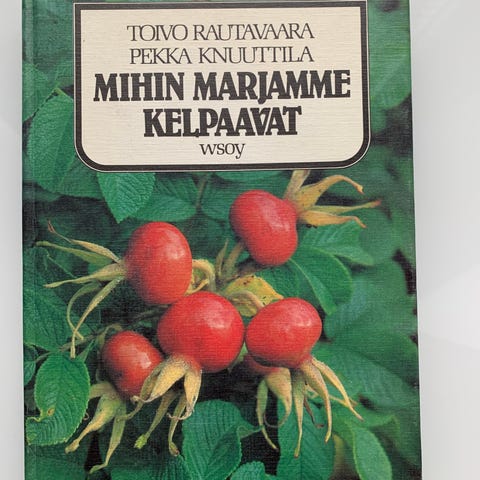 TOIVO RAUTAVAARA
PEKKA KNUUTTILA
MIHIN MARJAMME
KELPAAVAT
wsoy